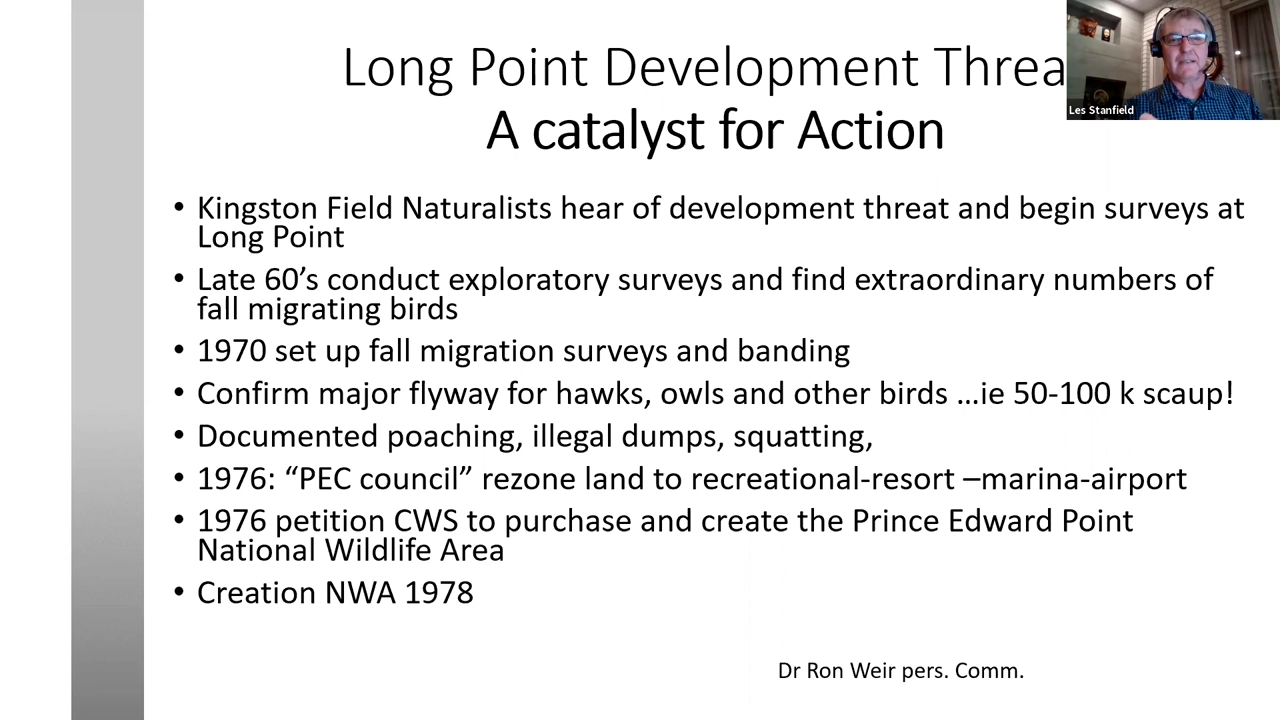 Long Point Development Threa
A catalyst for Action
Les Stanfield
• Kingston Field Naturalists hear of development threat and begin surveys at
Long Point
• Late 60’s conduct exploratory surveys and find extraordinary numbers of
fall migrating birds
• 1970 set up fall migration surveys and banding
• Confirm major flyway for hawks, owls and other birds …ie 50-100 k scaup!
• Documented poaching, illegal dumps, squatting,
• 1976: “PEC council” rezone land to recreational-resort –marina-airport
• 1976 petition CWS to purchase and create the Prince Edward Point
National Wildlife Area
• Creation NWA 1978
Dr Ron Weir pers. Comm.